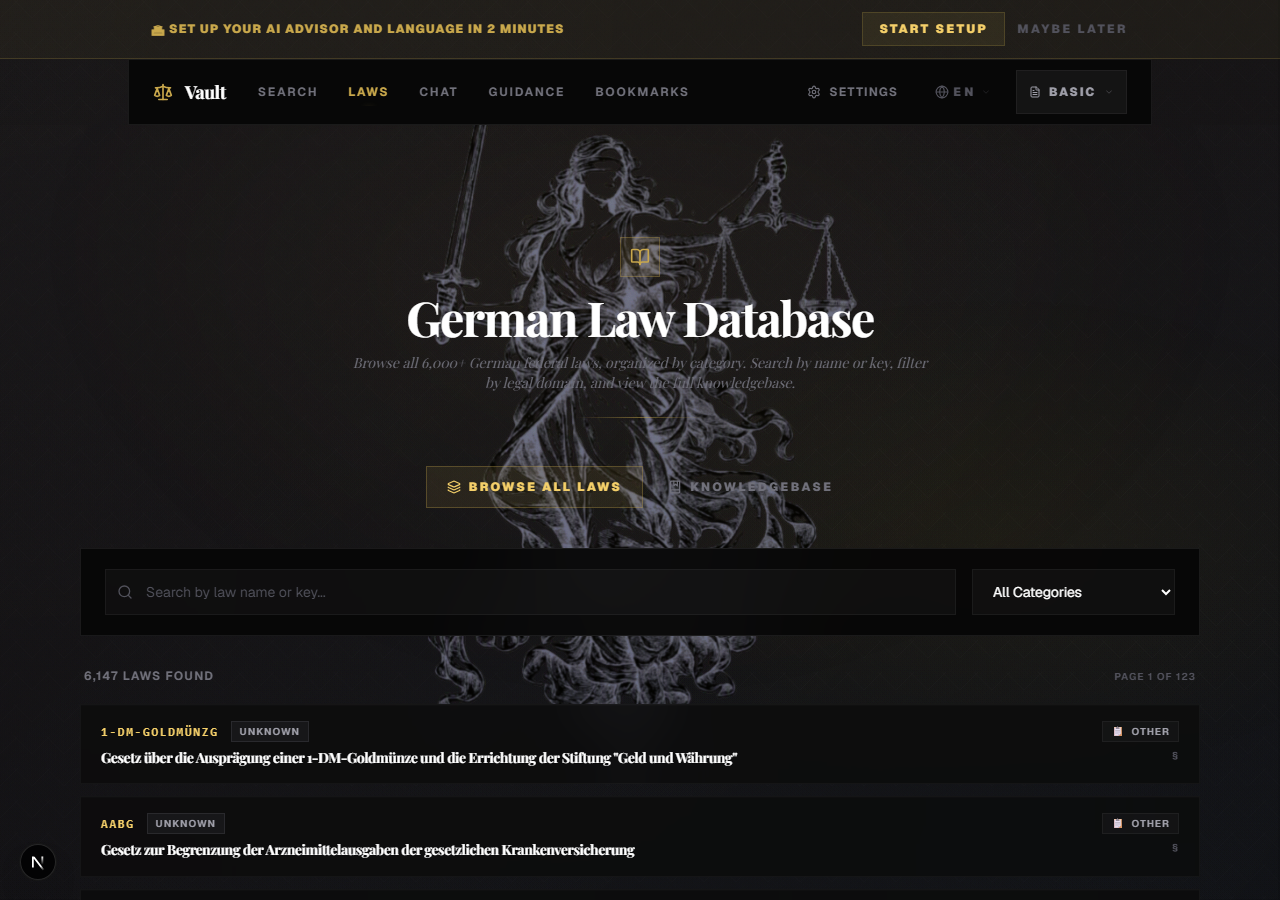 SET UP YOUR AI ADVISOR AND LANGUAGE IN 2 MINUTES
START SETUP
MAYBE LATER
Vault
SEARCH
LAWS
CHAT
GUIDANCE
BOOKMARKS
SETTINGS
EN
BASIC
German Law Database
Browse all 6,000+ German federal laws, organized by category. Search by name or key, filter
by legal domain, and view the full knowledgebase.
BROWSE ALL LAWS
KNOWLEDGEBASE
Search by law name or key...
All Categories
6,147 LAWS FOUND
PAGE 1 OF 123
1-DM-GOLDMÜNZG
UNKNOWN
OTHER
Gesetz über die Ausprägung einer 1-DM-Goldmünze und die Errichtung der Stiftung "Geld und Währung"
§
AABG
UNKNOWN
OTHER
Gesetz zur Begrenzung der Arzneimittelausgaben der gesetzlichen Krankenversicherung
§
N